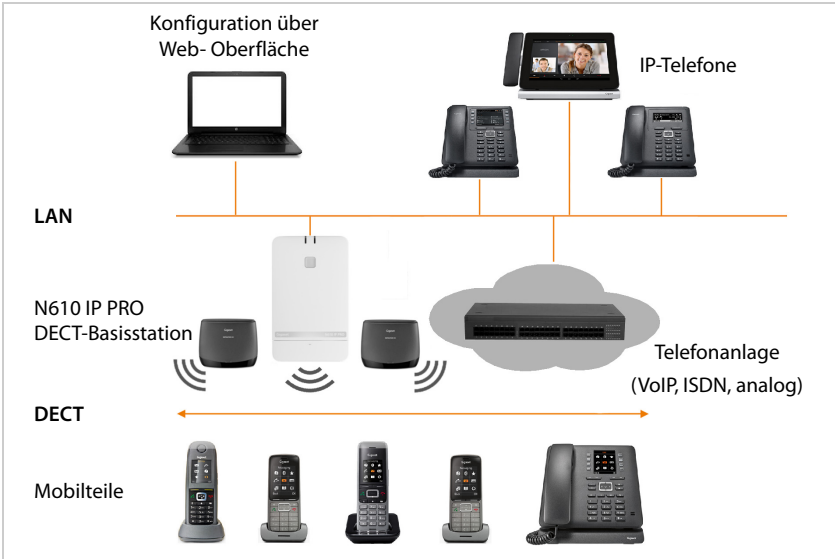 Konfiguration über
Web- Oberfläche
IP-Telefone
LAN
N610 IP PRO
DECT-Basisstation
Telefonanlage
(VoIP, ISDN, analog)
DECT
Mobilteile